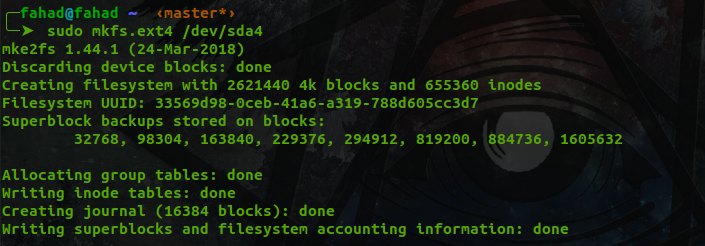 fahad@fahad ~ ‹master*›
➤ sudo mkfs.ext4 /dev/sda4
mke2fs 1.44.1 (24-Mar-2018)
Discarding device blocks: done
Creating filesystem with 2621440 4k blocks and 655360 inodes
Filesystem UUID: 33569d98-0ceb-41a6-a319-788d605cc3d7
Superblock backups stored on blocks:
32768, 98304, 163840, 229376, 294912, 819200, 884736, 1605632
Allocating group tables: done
Writing inode tables: done
Creating journal (16384 blocks): done
Writing superblocks and filesystem accounting information: done